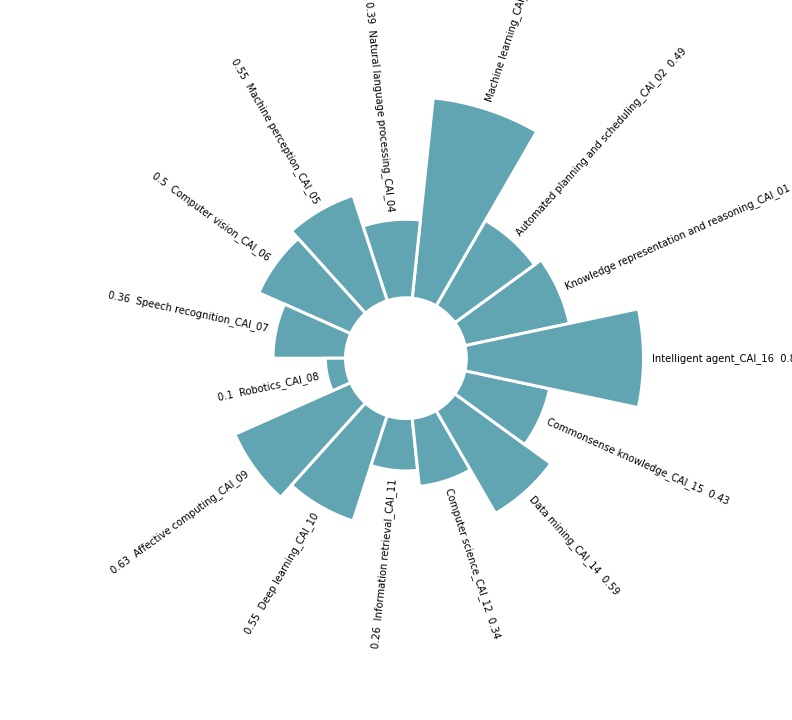 0.39 Natural language processing_CAI_04
Machine learning_CAI
Automated planning and scheduling_CAI_02 0.49
0.55 Machine perception_CAI_05
Knowledge representation and reasoning_CAI_01
0.5 Computer vision_CAI_06
0.36 Speech recognition_CAI_07
Intelligent agent_CAI_16
0.1 Robotics_CAI_08
Commonsense knowledge_CAI_15 0.43
0.63 Affective computing_CAI_09
Data mining_CAI_14 0.59
0.55 Deep learning_CAI_10
0.26 Information retrieval_CAI_11
Computer science_CAI_12 0.34